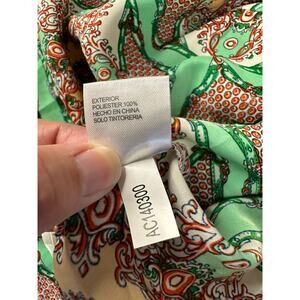 EXTERIOR
POLIESTER 100%
HECHO EN CHINA
SOLO TINTORERIA
AC140300